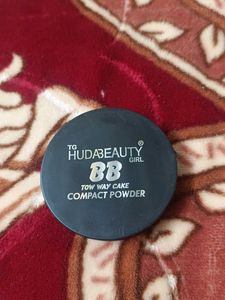 TG
HUDABEAUTY®
GIRL
BB
TOW WAY CAKE
COMPACT POWDER